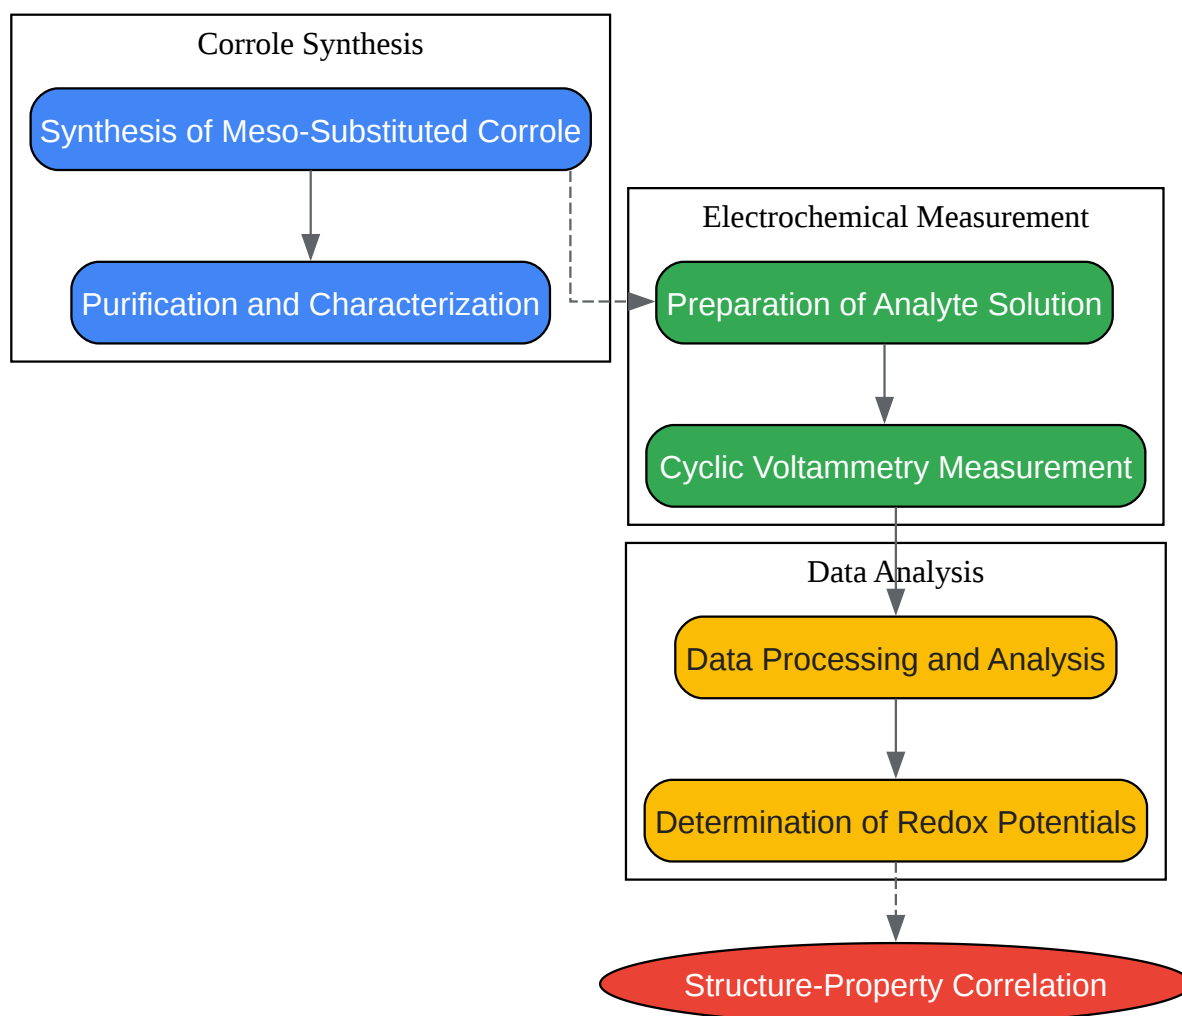 Corrole Synthesis
Synthesis of Meso-Substituted Corrole
Purification and Characterization
Electrochemical Measurement
Preparation of Analyte Solution
Cyclic Voltammetry Measurement
Data Analysis
Data Processing and Analysis
Determination of Redox Potentials
Structure-Property Correlation